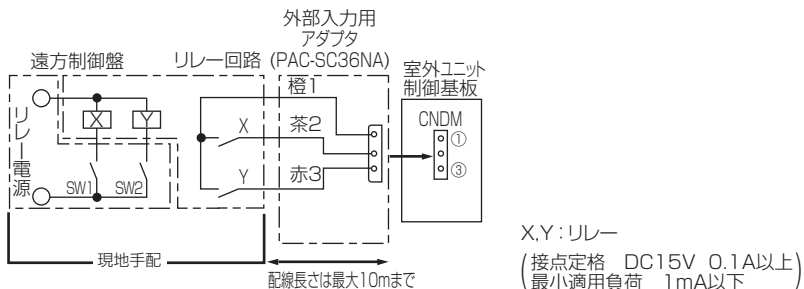 外部入力用
アダプタ
遠方制御盤 リレー回路 (PAC-SC36NA)
室外ユニット
制御基板
リレー電源
X Y
SW1 SW2
X
Y
橙1
茶2
赤3
CNDM
①
③
現地手配
配線長さは最大10mまで
X,Y：リレー
(接点定格 DC15V 0.1A以上
最小適用負荷 1mA以下)